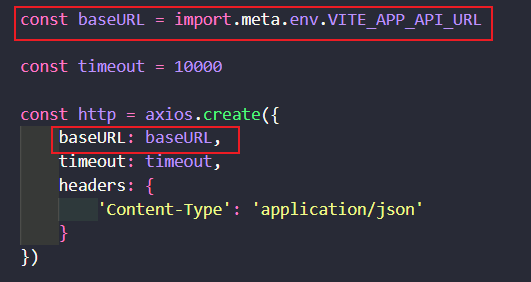 const baseURL = import.meta.env.VITE_APP_API_URL
const timeout = 10000
const http = axios.create({
baseURL: baseURL,
timeout: timeout,
headers: {
'Content-Type': 'application/json'
}
})